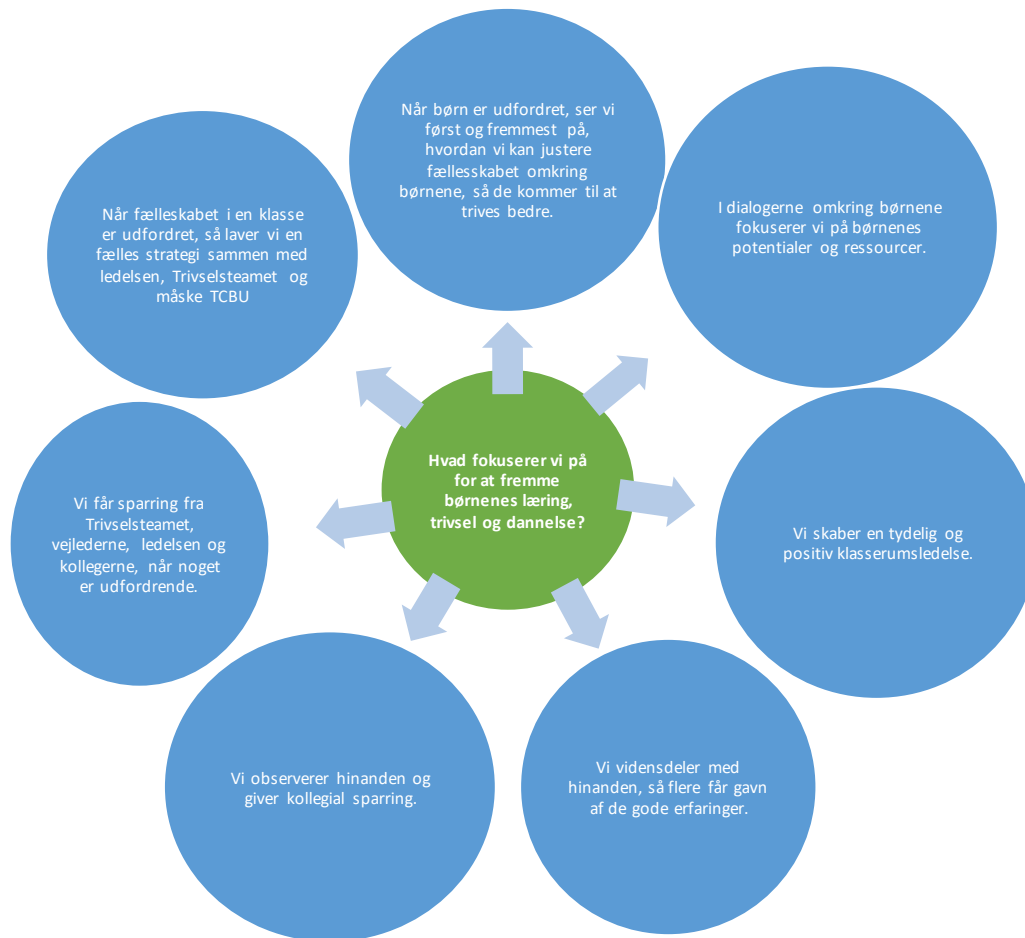 Når børn er udfordret, ser vi
først og fremmest på,
hvordan vi kan justere
fællesskabet omkring
børnene, så de kommer til at
trives bedre.
I dialogerne omkring børnene
fokuserer vi på børnenes
potentialer og ressourcer.
Vi skaber en tydelig og
positiv klasserumsledelse.
Vi vidensdeler med
hinanden, så flere får gavn
af de gode erfaringer.
Vi observerer hinanden og
giver kollegial sparring.
Vi får sparring fra
Trivselsteamet,
vejlederne, ledelsen og
kollegerne, når noget
er udfordrende.
Når fælleskabet i en klasse
er udfordret, så laver vi en
fælles strategi sammen med
ledelsen, Trivselsteamet og
måske TCBU
Hvad fokuserer vi på
for at fremme
børnenes læring,
trivsel og dannelse?